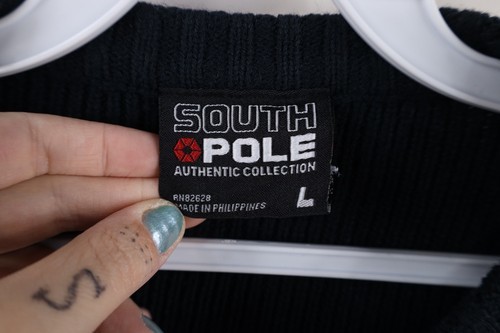 SOUTH
POLE
AUTHENTIC COLLECTION
L
RN82628
MADE IN PHILIPPINES
S